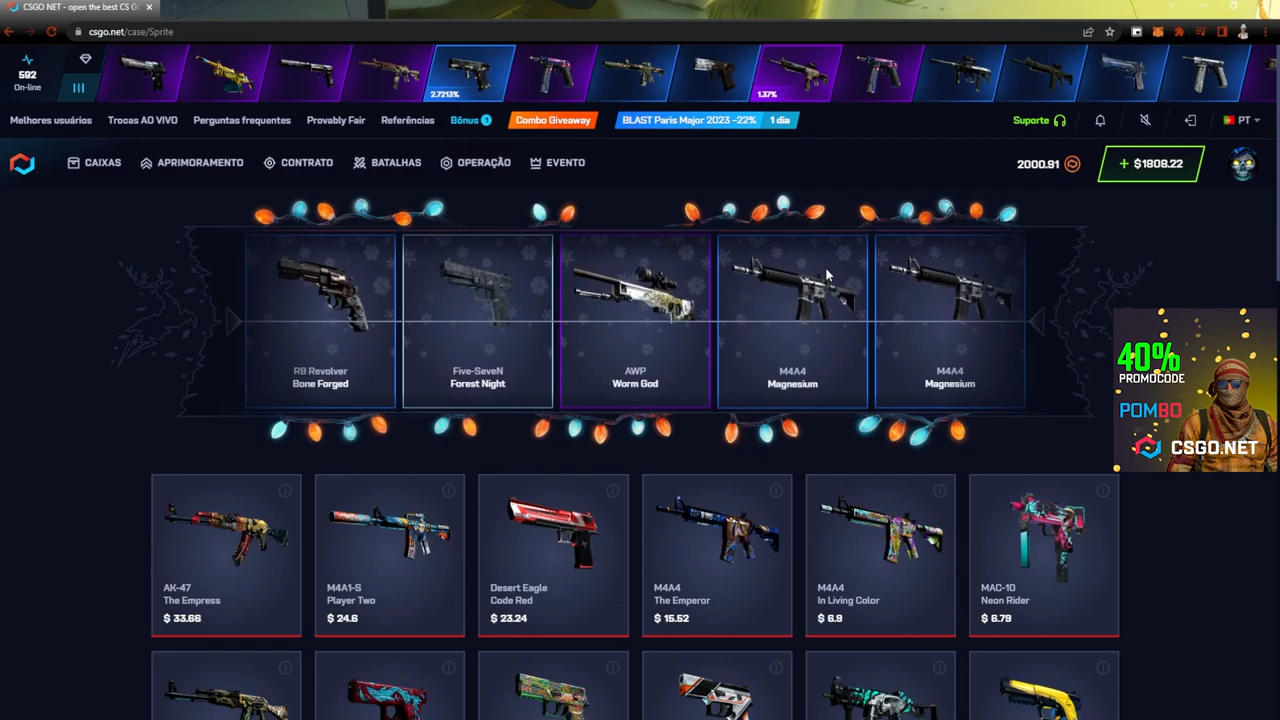 CSGO.NET - open the best CS G
csgo.net/case/Sprite
592
On-line
2.7213%
1.37%
Melhores usuários
Trocas AO VIVO
Perguntas frequentes
Provably Fair
Referências
Bônus 1
Combo Giveaway
BLAST Paris Major 2023 –22%
1 dia
Suporte
PT
CAIXAS
APRIMORAMENTO
CONTRATO
BATALHAS
OPERAÇÃO
EVENTO
2000.91
+ $1808.22
R8 Revolver
Bone Forged
Five-SeveN
Forest Night
AWP
Worm God
M4A4
Magnesium
M4A4
Magnesium
40%
PROMOCODE
POMBO
CSGO.NET
AK-47
The Empress
$ 33.66
M4A1-S
Player Two
$ 24.6
Desert Eagle
Code Red
$ 23.24
M4A4
The Emperor
$ 15.52
M4A4
In Living Color
$ 6.9
MAC-10
Neon Rider
$ 6.79